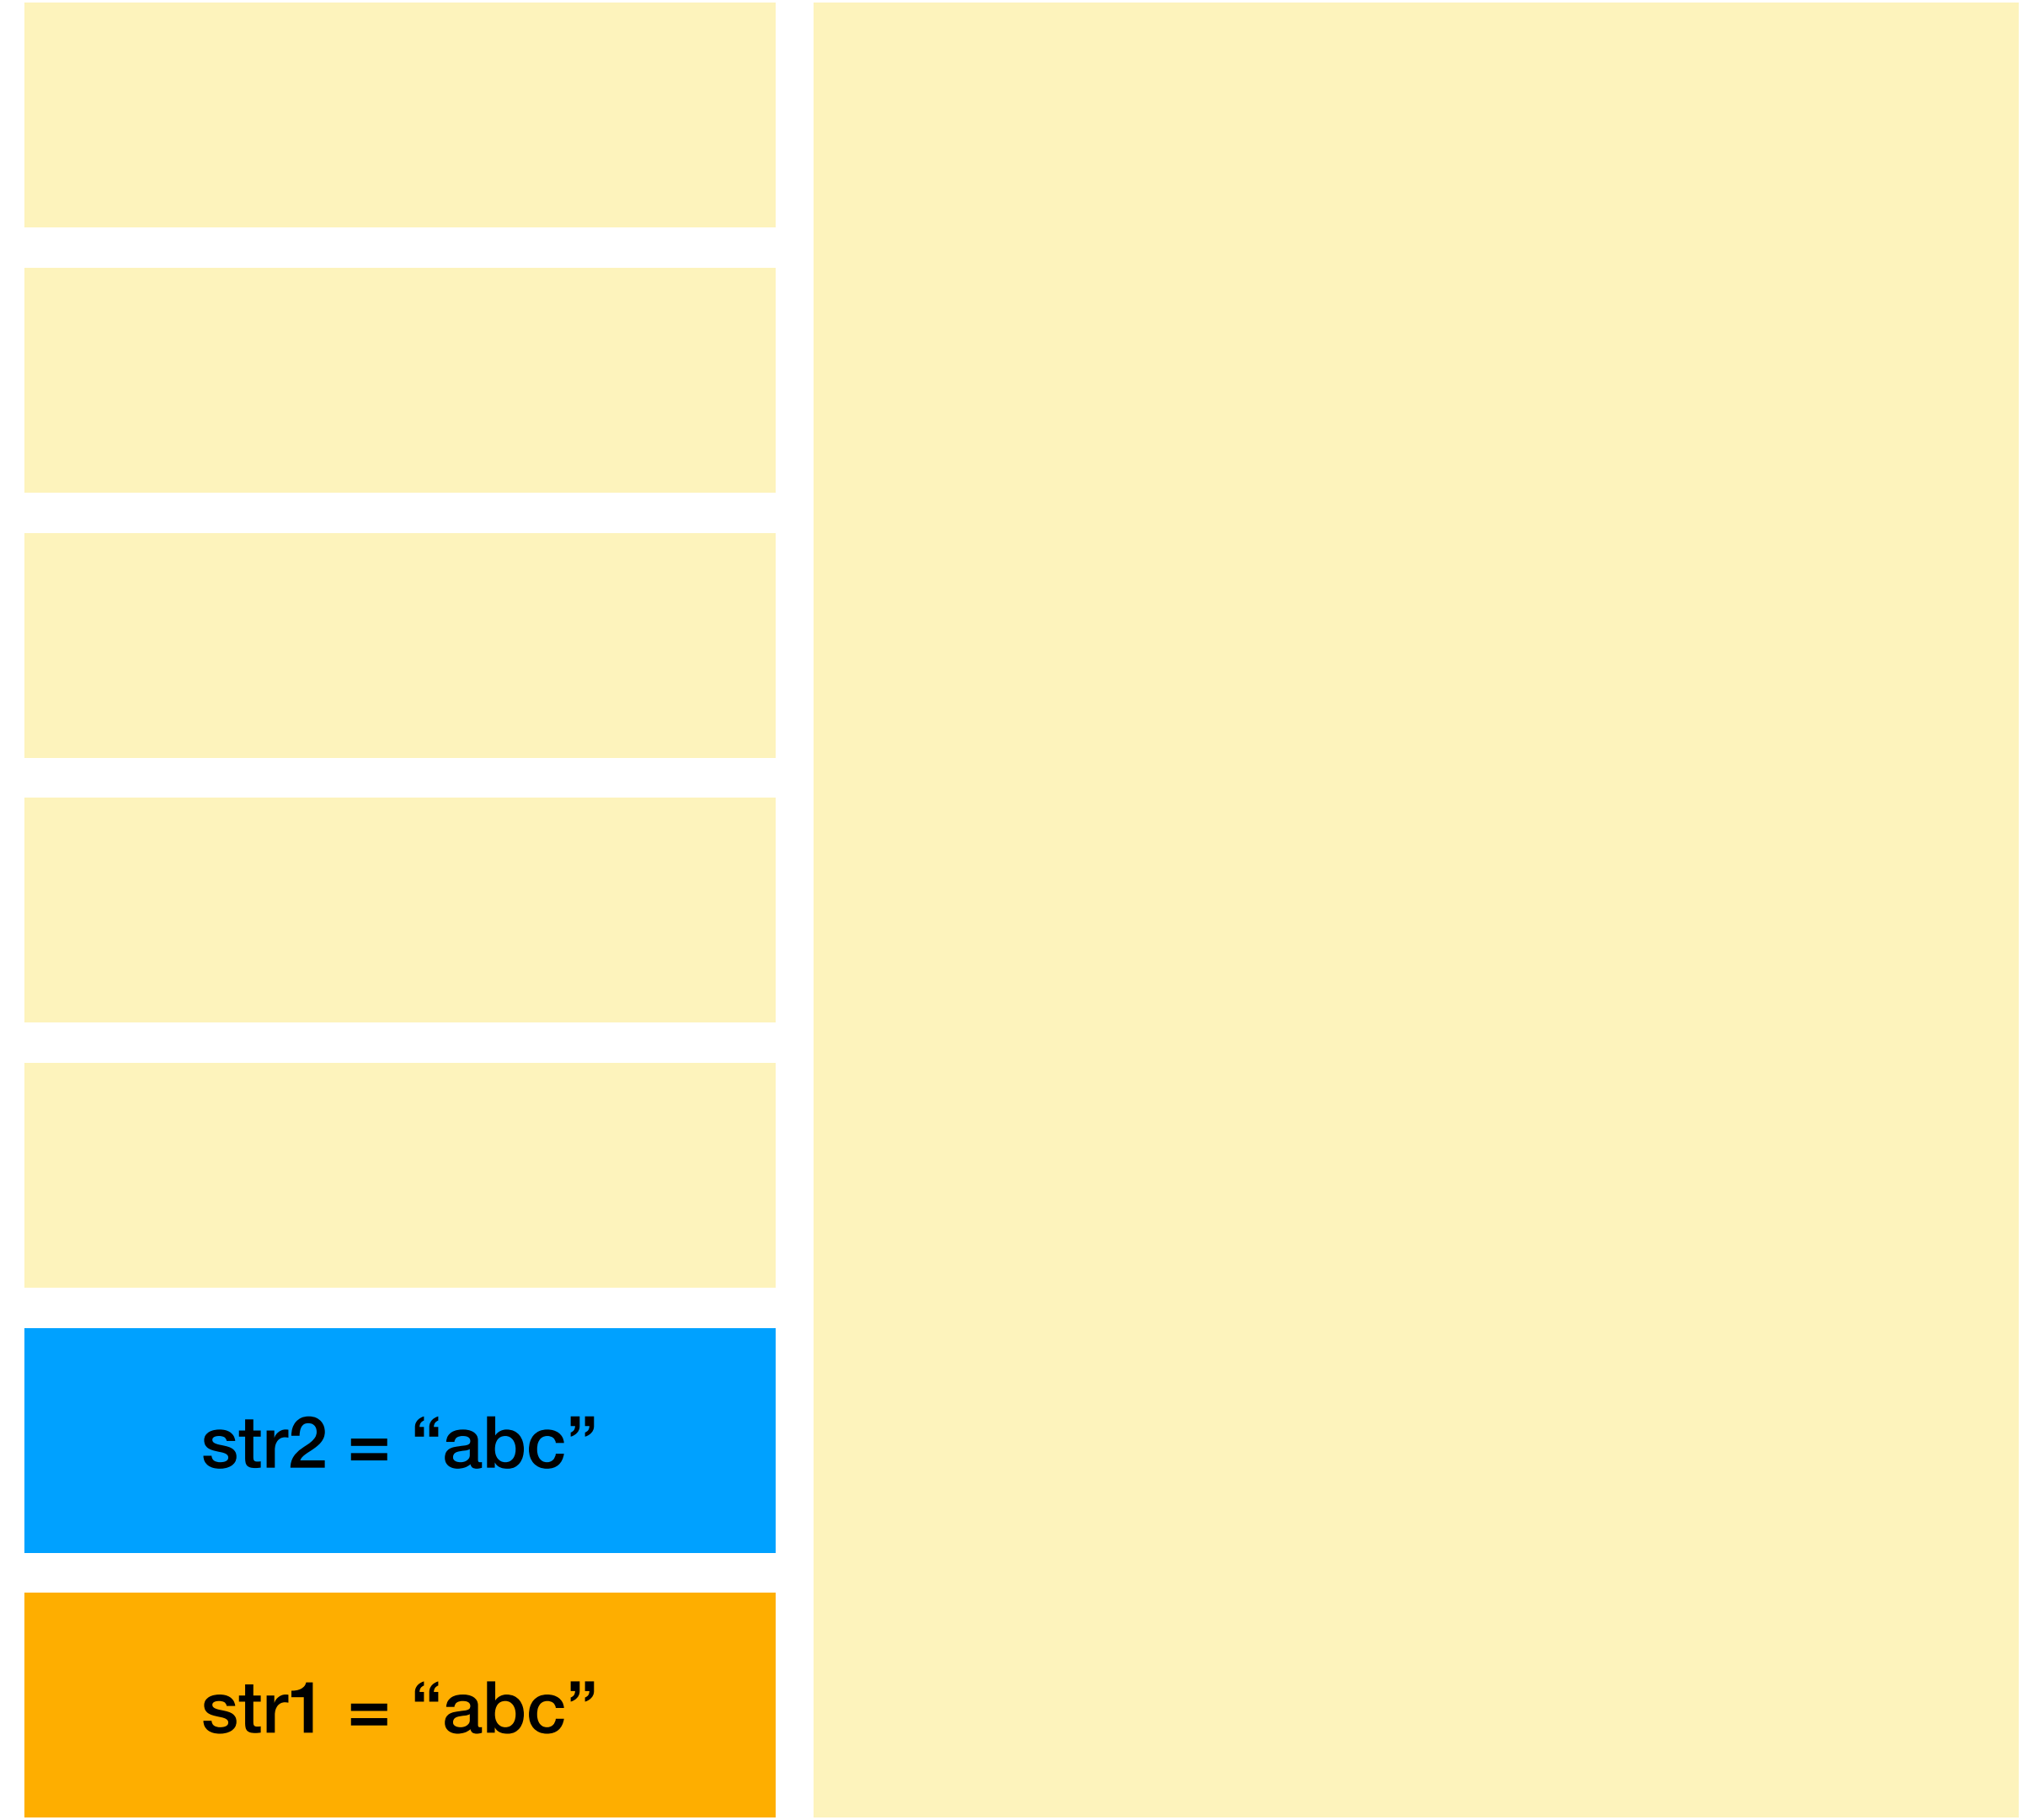 str2 = “abc”
str1 = “abc”